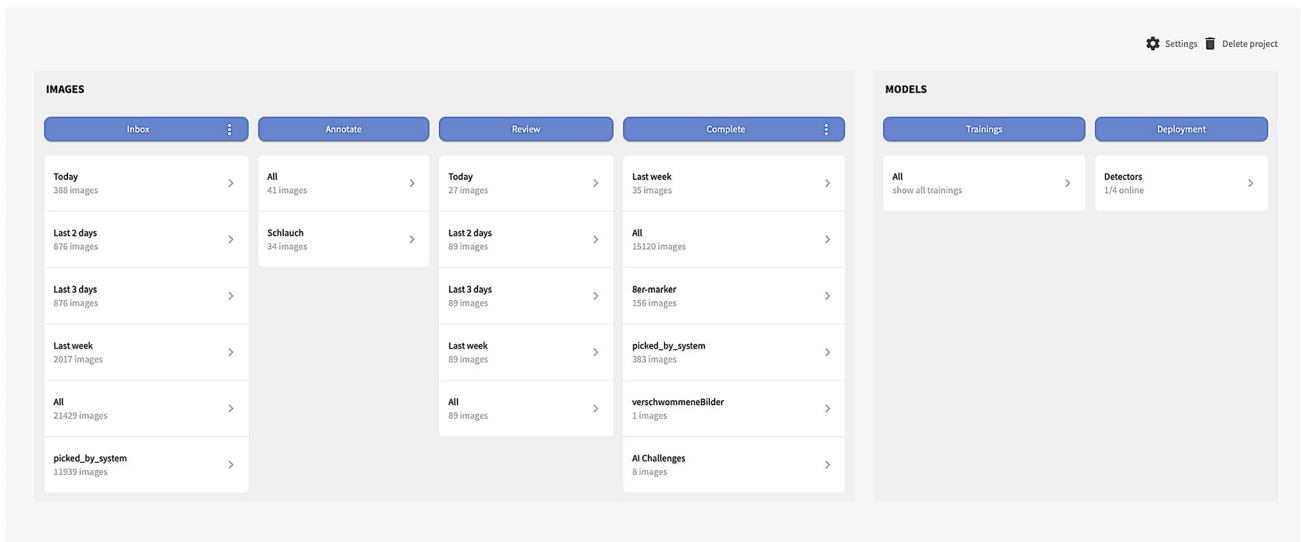 Settings
Delete project
IMAGES
Inbox
Today
388 images
Last 2 days
876 images
Last 3 days
876 images
Last week
2017 images
All
21429 images
picked_by_system
11939 images
Annotate
All
41 images
Schlauch
34 images
Review
Today
27 images
Last 2 days
89 images
Last 3 days
89 images
Last week
89 images
All
89 images
Complete
Last week
35 images
All
15120 images
8er-marker
156 images
picked_by_system
383 images
verschwommeneBilder
1 images
AI Challenges
8 images
MODELS
Trainings
All
show all trainings
Deployment
Detectors
1/4 online